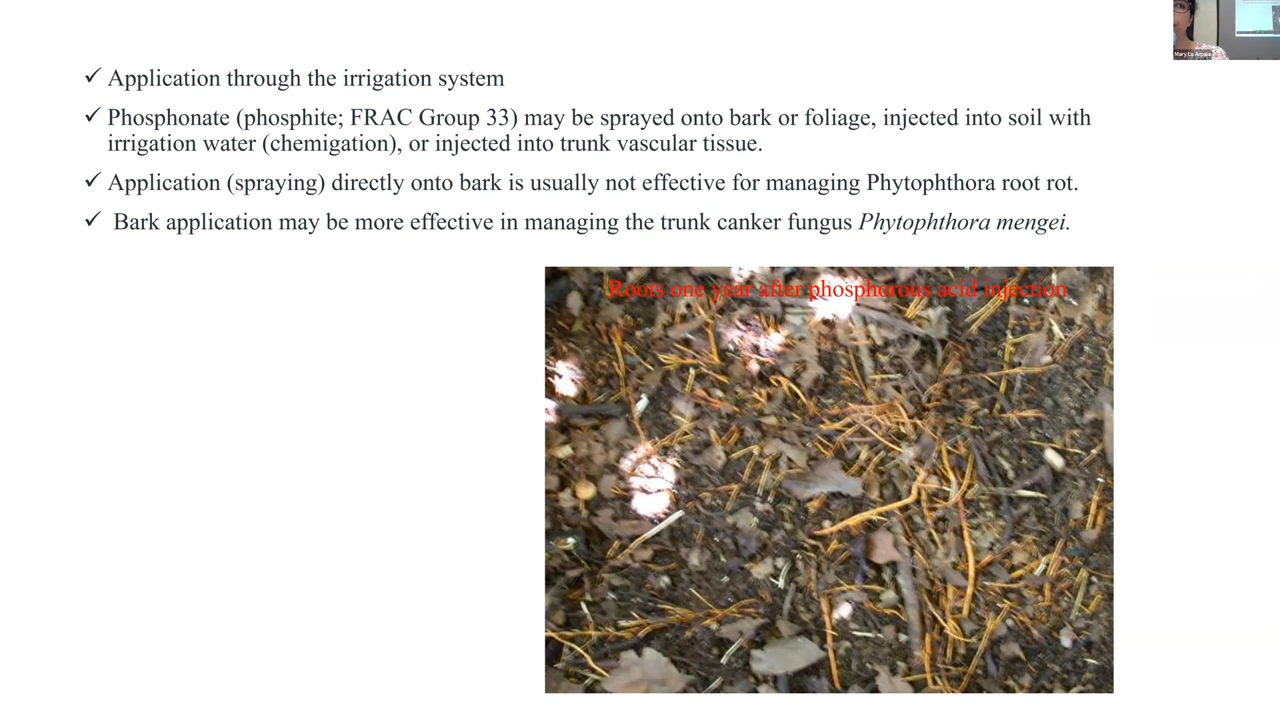 ✓ Application through the irrigation system
✓ Phosphonate (phosphite; FRAC Group 33) may be sprayed onto bark or foliage, injected into soil with
irrigation water (chemigation), or injected into trunk vascular tissue.
✓ Application (spraying) directly onto bark is usually not effective for managing Phytophthora root rot.
✓ Bark application may be more effective in managing the trunk canker fungus Phytophthora mengei.
Roots one year after phosphorous acid injection
Mary Lu Arpaia